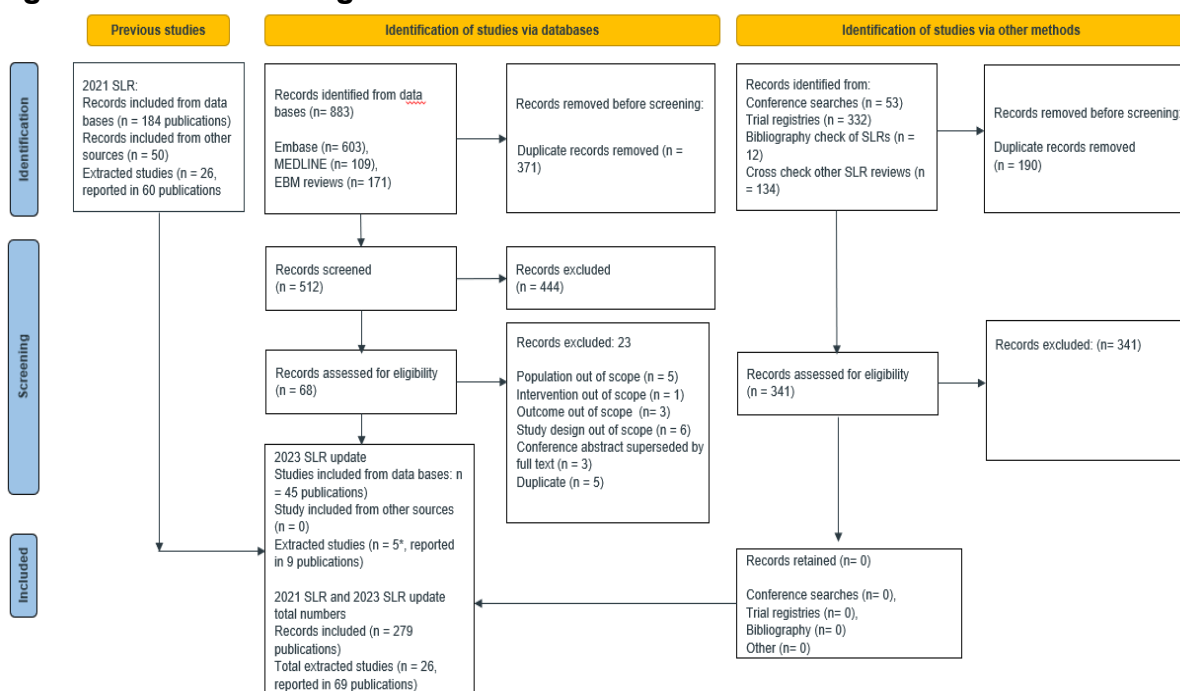 Previous studies
Identification of studies via databases
Identification of studies via other methods
Identification
2021 SLR:
Records included from data
bases (n = 184 publications)
Records included from other
sources (n = 50)
Extracted studies (n = 26,
reported in 60 publications
Records identified from data
bases (n= 883)
Embase (n= 603),
MEDLINE (n= 109),
EBM reviews (n= 171)
Records removed before screening:
Duplicate records removed (n =
371)
Records identified from:
Conference searches (n = 53)
Trial registries (n = 332)
Bibliography check of SLRs (n =
12)
Cross check other SLR reviews (n
= 134)
Records removed before screening:
Duplicate records removed
(n = 190)
Screening
Records screened
(n = 512)
Records excluded
(n = 444)
Records assessed for eligibility
(n = 68)
Records excluded: 23
Population out of scope (n = 5)
Intervention out of scope (n = 1)
Outcome out of scope (n= 3)
Study design out of scope (n = 6)
Conference abstract superseded by
full text (n = 3)
Duplicate (n = 5)
Records assessed for eligibility
(n = 341)
Records excluded: (n= 341)
Included
2023 SLR update
Studies included from data bases: n
= 45 publications)
Study included from other sources
(n = 0)
Extracted studies (n = 5*, reported
in 9 publications)
2021 SLR and 2023 SLR update
total numbers
Records included (n = 279
publications)
Total extracted studies (n = 26,
reported in 69 publications)
Records retained (n= 0)
Conference searches (n= 0),
Trial registries (n= 0),
Bibliography (n= 0)
Other (n= 0)